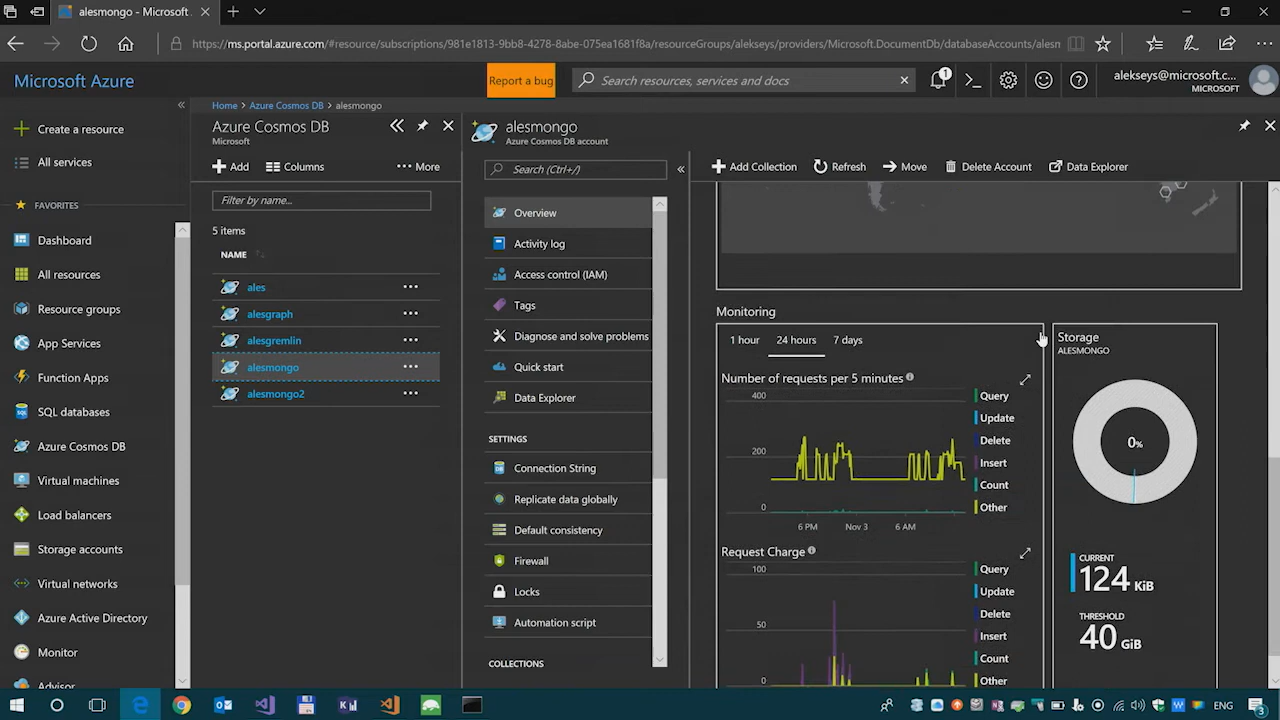 alesmongo - Microsoft
https://ms.portal.azure.com/#resource/subscriptions/981e1813-9bb8-4278-8abe-075ea1681f8a/resourceGroups/alekseys/providers/Microsoft.DocumentDb/databaseAccounts/alesm
Microsoft Azure
Report a bug
Search resources, services and docs
1
alekseys@microsoft.c
MICROSOFT
Home > Azure Cosmos DB > alesmongo
Create a resource
All services
FAVORITES
Dashboard
All resources
Resource groups
App Services
Function Apps
SQL databases
Azure Cosmos DB
Virtual machines
Load balancers
Storage accounts
Virtual networks
Azure Active Directory
Monitor
Advisor
Azure Cosmos DB
Microsoft
Add
Columns
More
Filter by name...
5 items
NAME
ales
alesgraph
alesgremlin
alesmongo
alesmongo2
alesmongo
Azure Cosmos DB account
Search (Ctrl+/)
Overview
Activity log
Access control (IAM)
Tags
Diagnose and solve problems
Quick start
Data Explorer
SETTINGS
Connection String
Replicate data globally
Default consistency
Firewall
Locks
Automation script
COLLECTIONS
Add Collection
Refresh
Move
Delete Account
Data Explorer
Monitoring
1 hour
24 hours
7 days
Number of requests per 5 minutes
400
200
0
6 PM
Nov 3
6 AM
Query
Update
Delete
Insert
Count
Other
Request Charge
100
50
0
Query
Update
Delete
Insert
Count
Other
Storage
ALESMONGO
0%
CURRENT
124 KiB
THRESHOLD
40 GiB
ENG
3